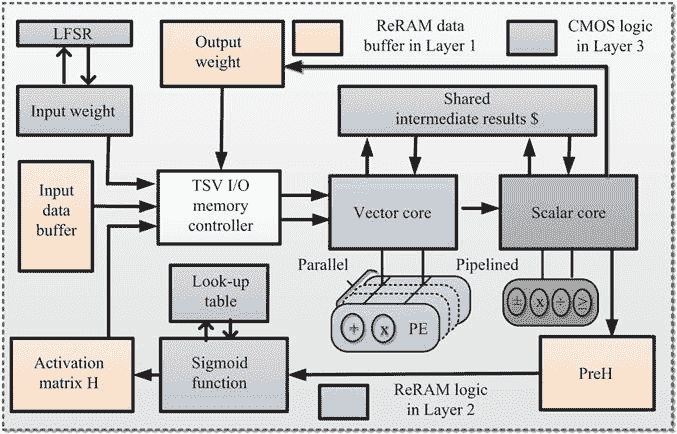 LFSR
Output
weight
ReRAM data
buffer in Layer 1
CMOS logic
in Layer 3
Input weight
Shared
intermediate results $
Input
data
buffer
TSV I/O
memory
controller
Vector core
Scalar core
Parallel
Pipelined
Look-up
table
+ x PE
± x ÷ ≥
Activation
matrix H
Sigmoid
function
ReRAM logic
in Layer 2
PreH